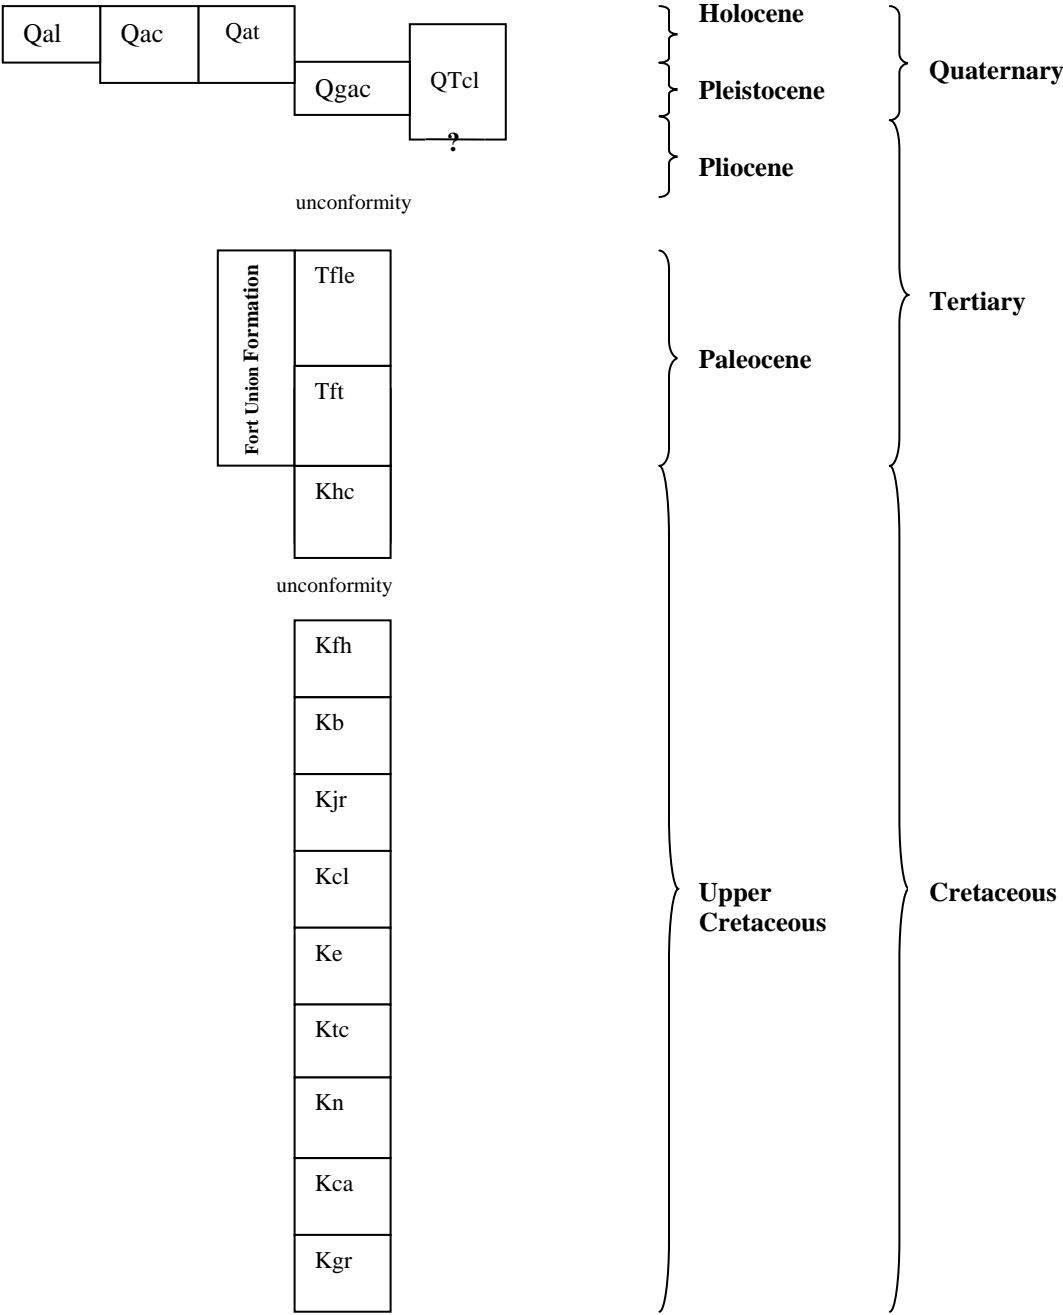 Qal
Qac
Qat
Qgac
QTcl
?
Holocene
Pleistocene
Pliocene
Quaternary
unconformity
Fort Union Formation
Tfle
Tft
Paleocene
Tertiary
Khc
unconformity
Kfh
Kb
Kjr
Kcl
Ke
Ktc
Kn
Kca
Kgr
Upper
Cretaceous
Cretaceous